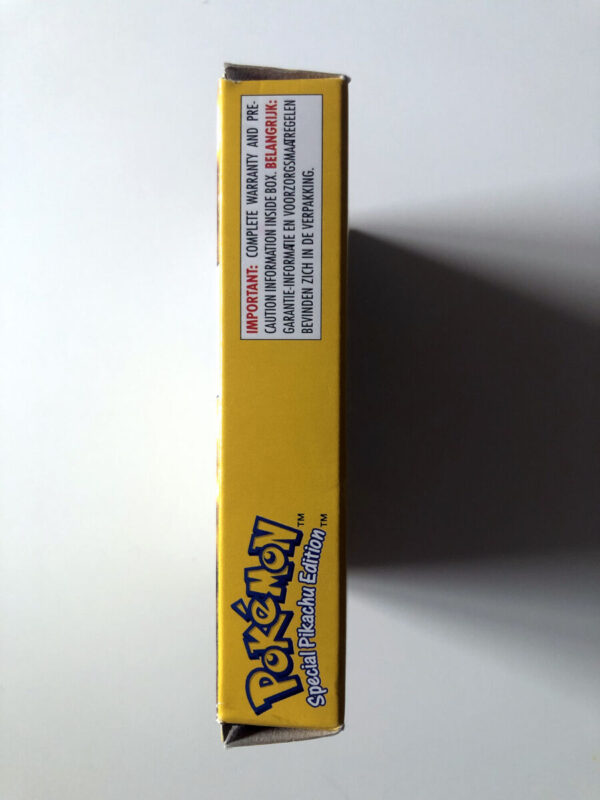 POKéMON™
Special Pikachu Edition™
IMPORTANT: COMPLETE WARRANTY AND PRE-
CAUTION INFORMATION INSIDE BOX. BELANGRIJK:
GARANTIE-INFORMATIE EN VOORZORGSMAATREGELEN
BEVINDEN ZICH IN DE VERPAKKING.